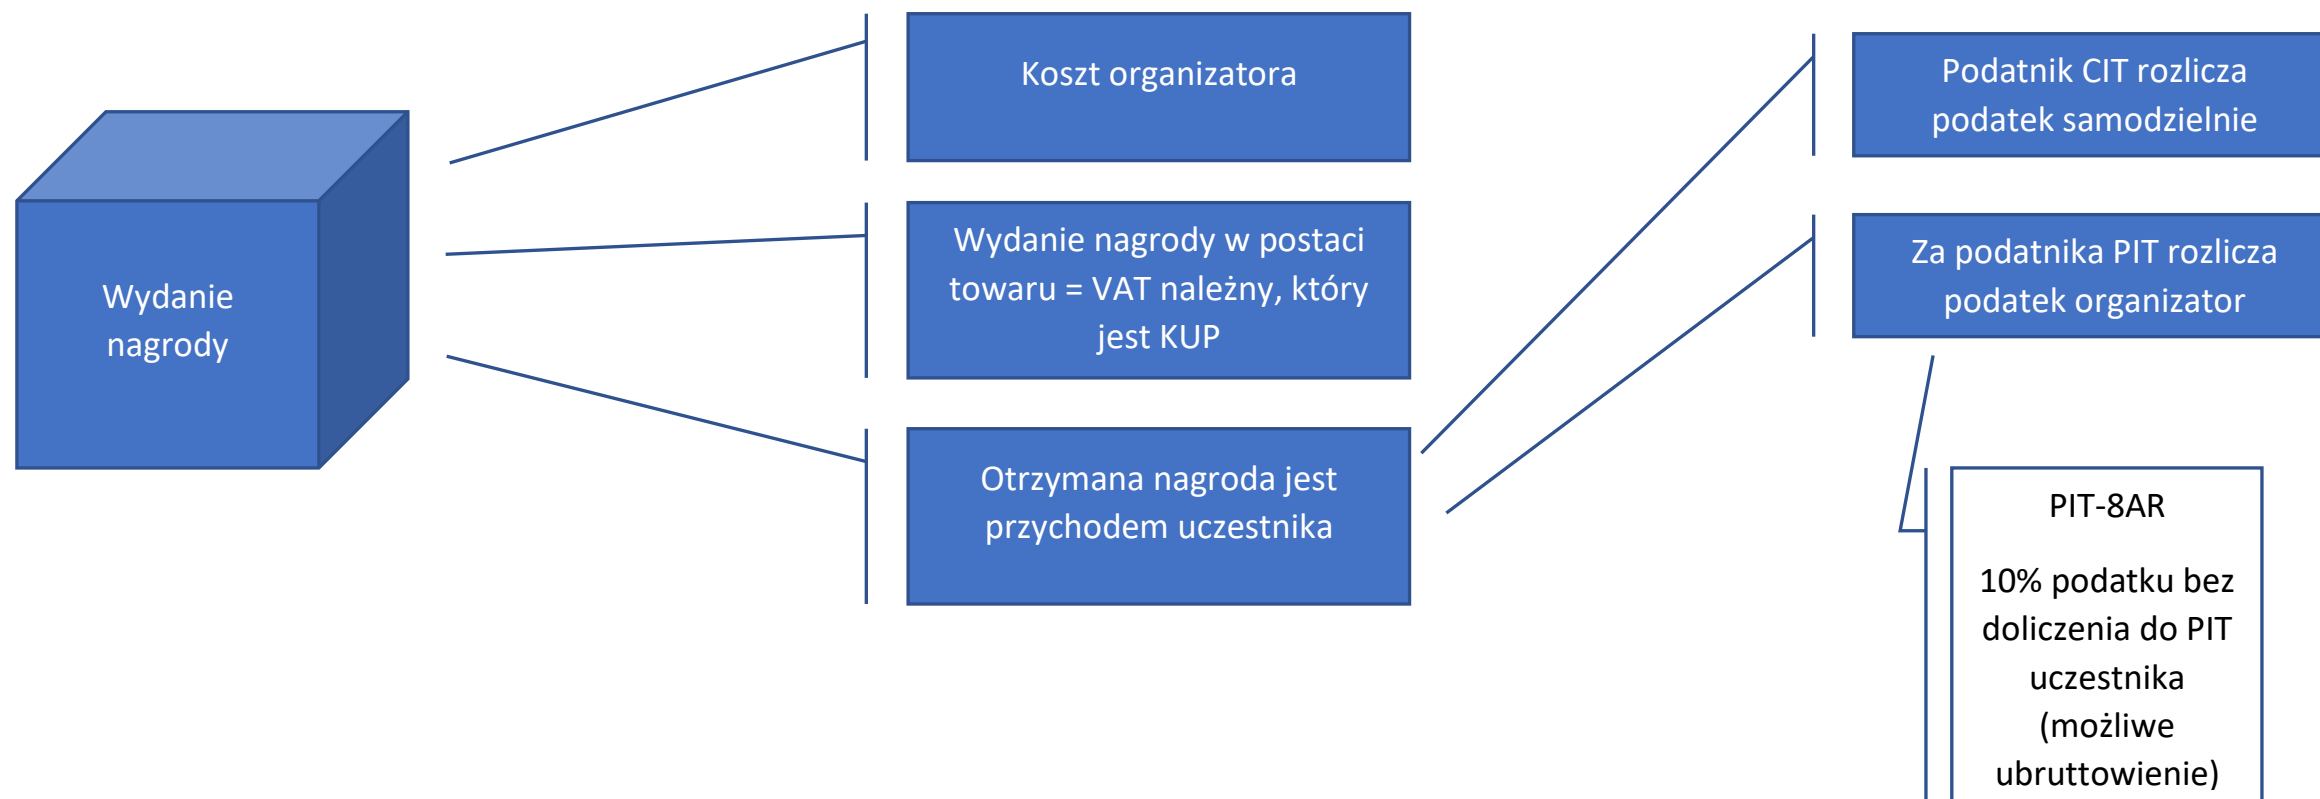 Wydanie
nagrody
Koszt organizatora
Wydanie nagrody w postaci
towaru = VAT należny, który
jest KUP
Otrzymana nagroda jest
przychodem uczestnika
Podatnik CIT rozlicza
podatek samodzielnie
Za podatnika PIT rozlicza
podatek organizator
PIT-8AR
10% podatku bez
doliczenia do PIT
uczestnika
(możliwe
ubruttowienie)